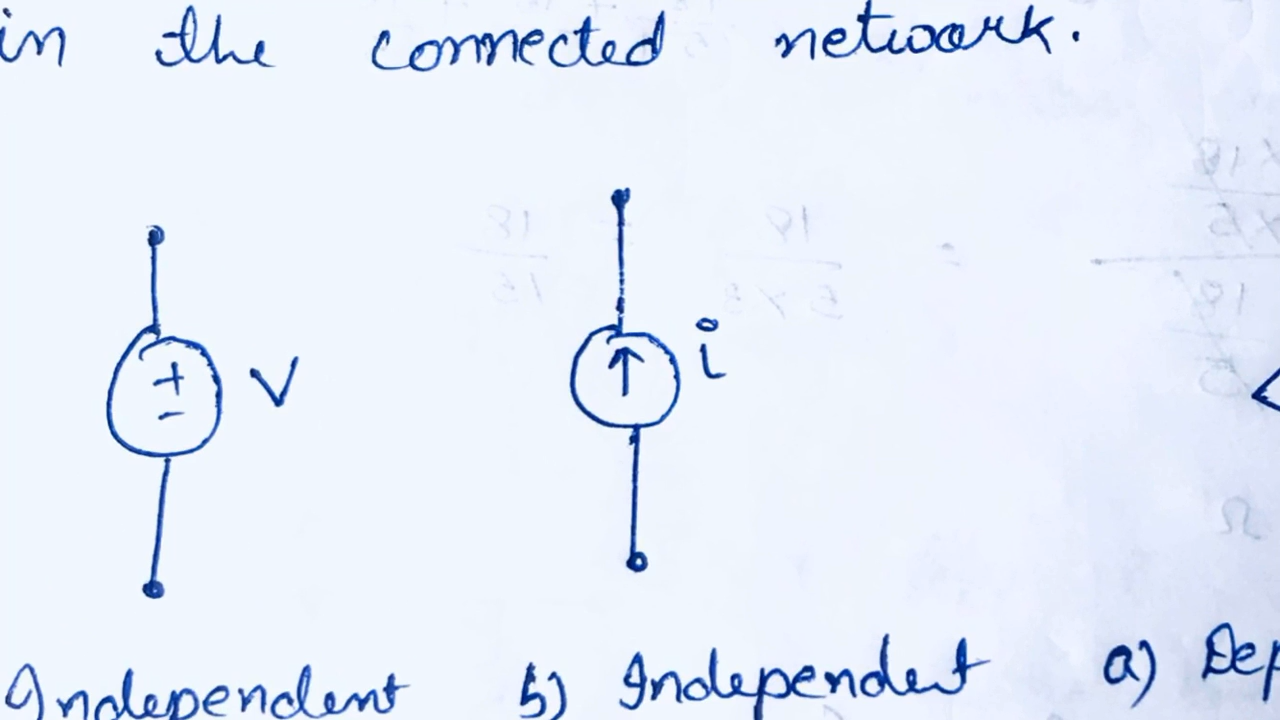 in the connected network.
+
-
V
↑ i
Independent b) Independent a) Dep